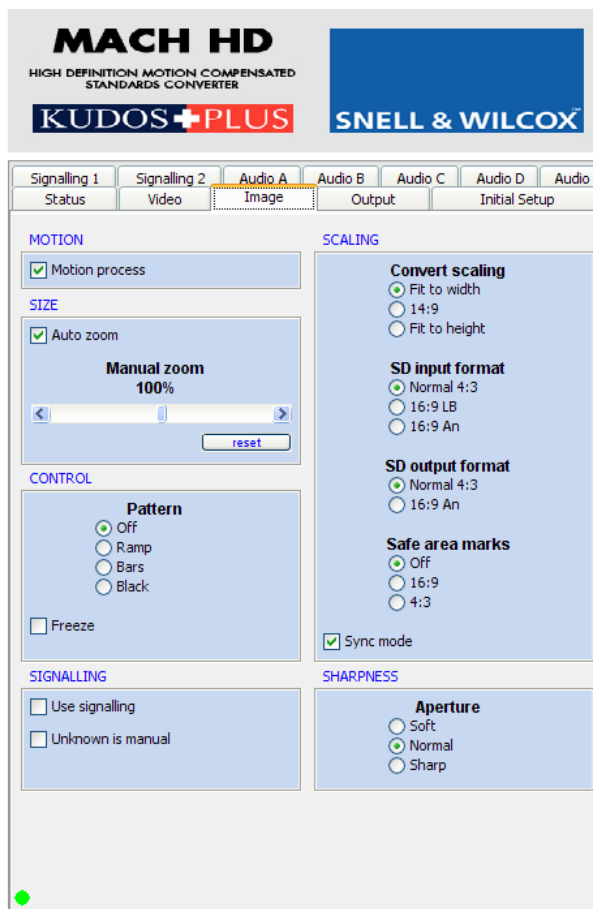 MACH HD
HIGH DEFINITION MOTION COMPENSATED
STANDARDS CONVERTER
KUDOS PLUS
SNELL & WILCOX
Signalling 1 Signalling 2 Audio A Audio B Audio C Audio D Audio
Status Video Image Output Initial Setup
MOTION
Motion process
SIZE
Auto zoom
Manual zoom
100%
reset
CONTROL
Pattern
Off
Ramp
Bars
Black
Freeze
SIGNALLING
Use signalling
Unknown is manual
SCALING
Convert scaling
Fit to width
14:9
Fit to height
SD input format
Normal 4:3
16:9 LB
16:9 An
SD output format
Normal 4:3
16:9 An
Safe area marks
Off
16:9
4:3
Sync mode
SHARPNESS
Aperture
Soft
Normal
Sharp